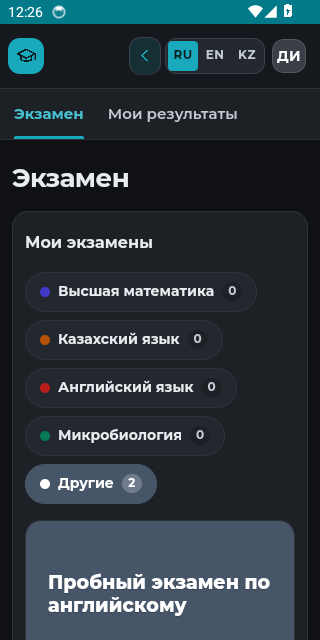 12:26
RU EN KZ ДИ
Экзамен Мои результаты
Экзамен
Мои экзамены
Высшая математика 0
Казахский язык 0
Английский язык 0
Микробиология 0
Другие 2
Пробный экзамен по
английскому